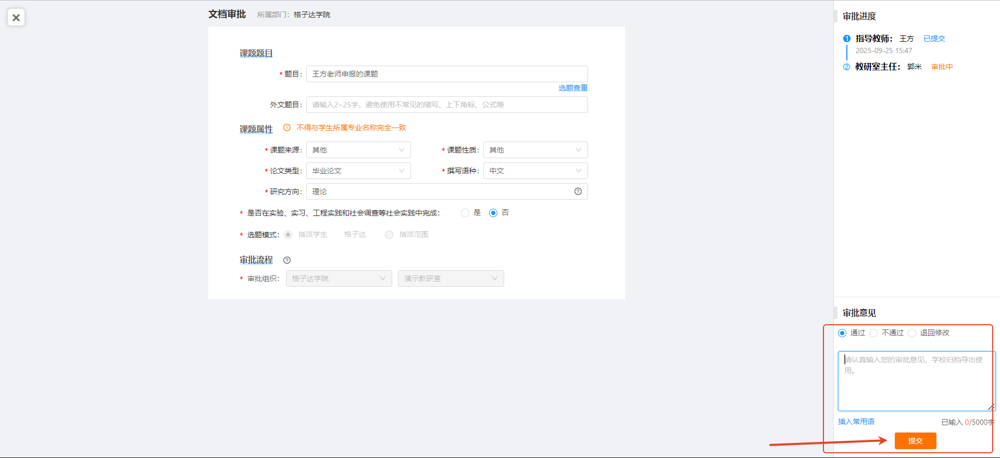 文档审批 所属部门：格子达学院
课题题目
* 题目： 王方老师申报的课题
选题查重
外文题目： 请输入2~25字，避免使用不常见的缩写、上下角标、公式等
课题属性 不得与学生所属专业名称完全一致
* 课题来源： 其他 * 课题性质： 其他
* 论文类型： 毕业论文 * 撰写语种： 中文
* 研究方向： 理论
* 是否在实验、实习、工程实践和社会调查等社会实践中完成： 是 否
* 选题模式： 指派学生 格子达 指派范围
审批流程
* 审批组织： 格子达学院 演示教研室
审批进度
1 指导教师： 王方 已提交
2025-09-25 15:47
2 教研室主任： 郭米 审批中
审批意见
通过 不通过 退回修改
请认真输入您的审批意见，学校归档导出使
用。
插入常用语 已输入 0/5000字
提交